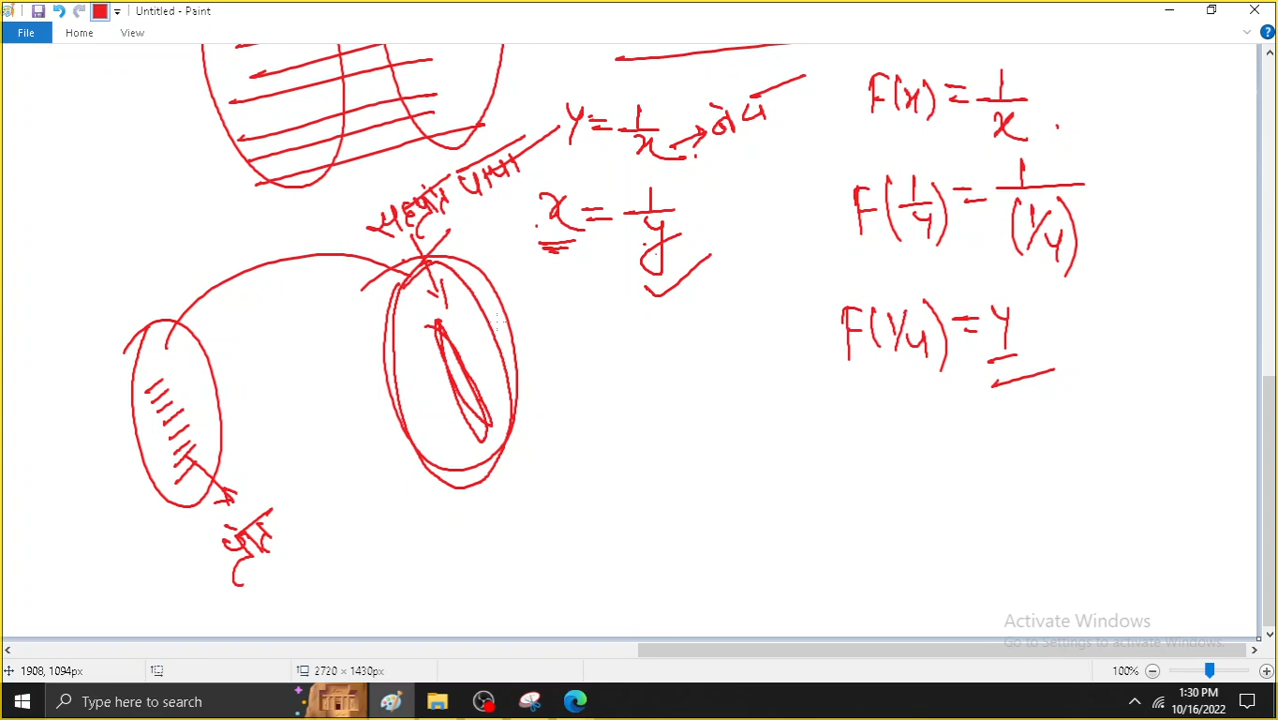 Untitled - Paint
File Home View
y = 1/x
F(x) = 1/x .
x = 1/y
F(1/y) = 1/(1/y)
F(1/y) = y
Activate Windows
Go to Settings to activate Windows.
1908, 1094px
2720 × 1430px
100%
Type here to search
1:30 PM
10/16/2022